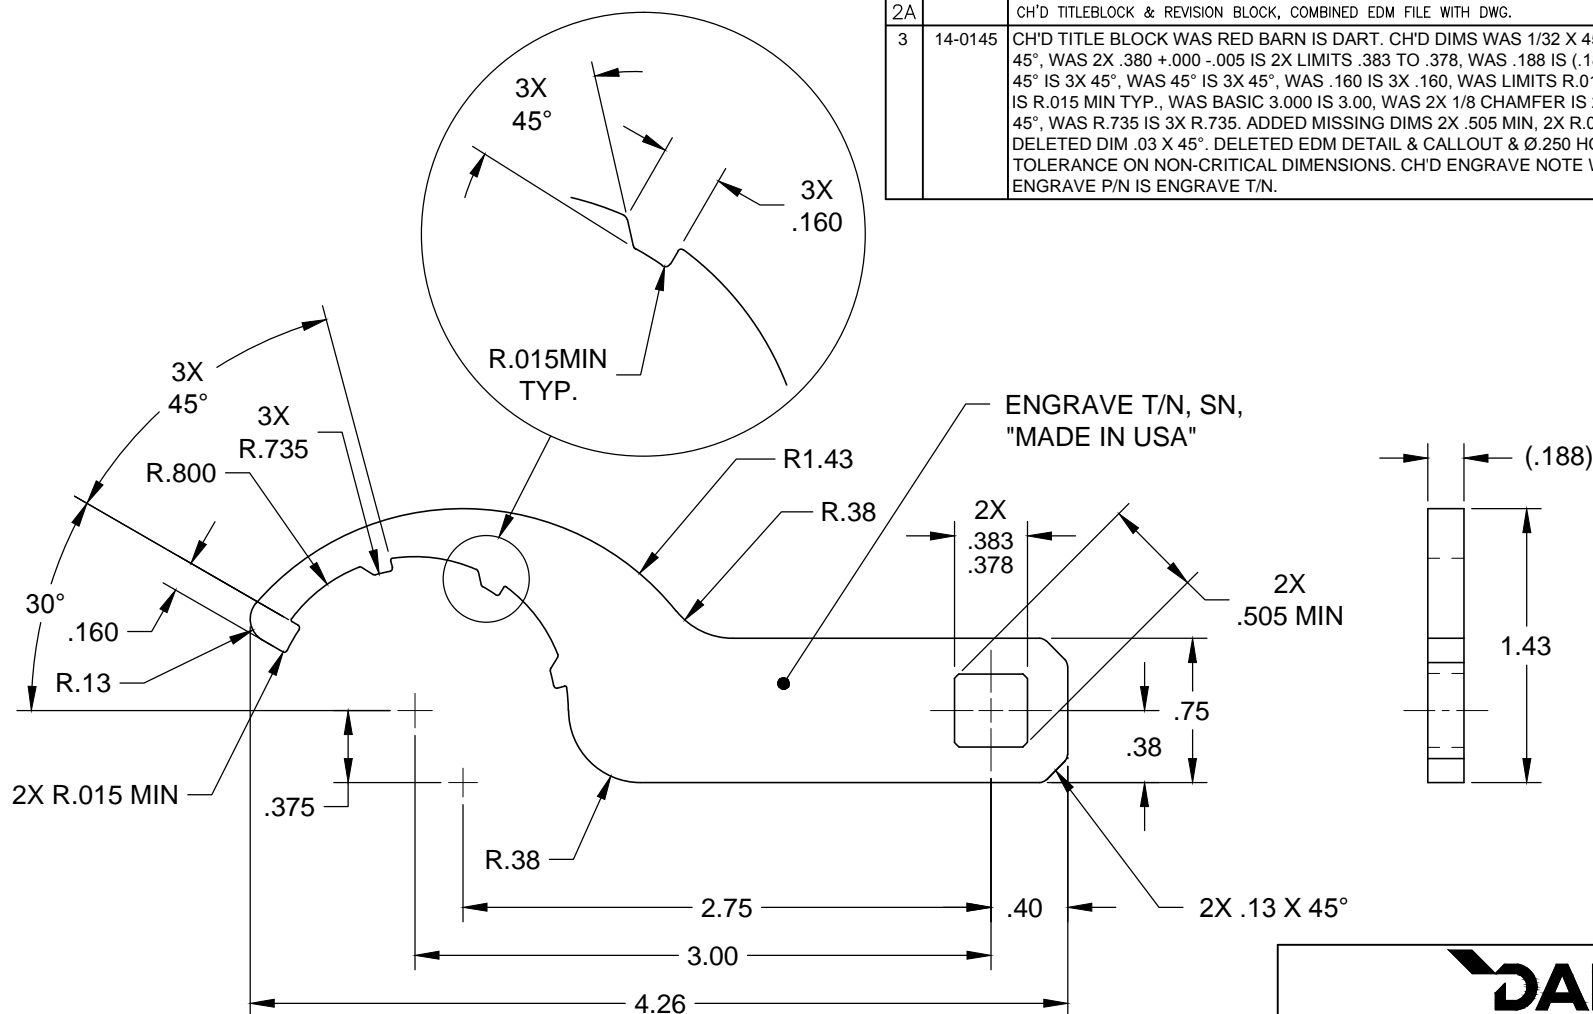 2A CH'D TITLEBLOCK & REVISION BLOCK, COMBINED EDM FILE WITH DWG.
3 14-0145 CH'D TITLE BLOCK WAS RED BARN IS DART. CH'D DIMS WAS 1/32 X
45°, WAS 2X .380 +.000 -.005 IS 2X LIMITS .383 TO .378, WAS .188 IS
45° IS 3X 45°, WAS 45° IS 3X 45°, WAS .160 IS 3X .160, WAS LIMITS
IS R.015 MIN TYP., WAS BASIC 3.000 IS 3.00, WAS 2X 1/8 CHAMFER IS
45°, WAS R.735 IS 3X R.735. ADDED MISSING DIMS 2X .505 MIN, 2X
DELETED DIM .03 X 45°. DELETED EDM DETAIL & CALLOUT & Ø.250
TOLERANCE ON NON-CRITICAL DIMENSIONS. CH'D ENGRAVE NOTE
ENGRAVE P/N IS ENGRAVE T/N.
3X
45°
3X
.160
R.015MIN
TYP.
3X
45°
3X
R.735
R.800
30°
.160
R.13
2X R.015 MIN
.375
R1.43
R.38
ENGRAVE T/N, SN,
"MADE IN USA"
2X
.383
.378
2X
.505 MIN
(.188)
1.43
.75
.38
R.38
2.75
.40
2X .13 X 45°
3.00
4.26